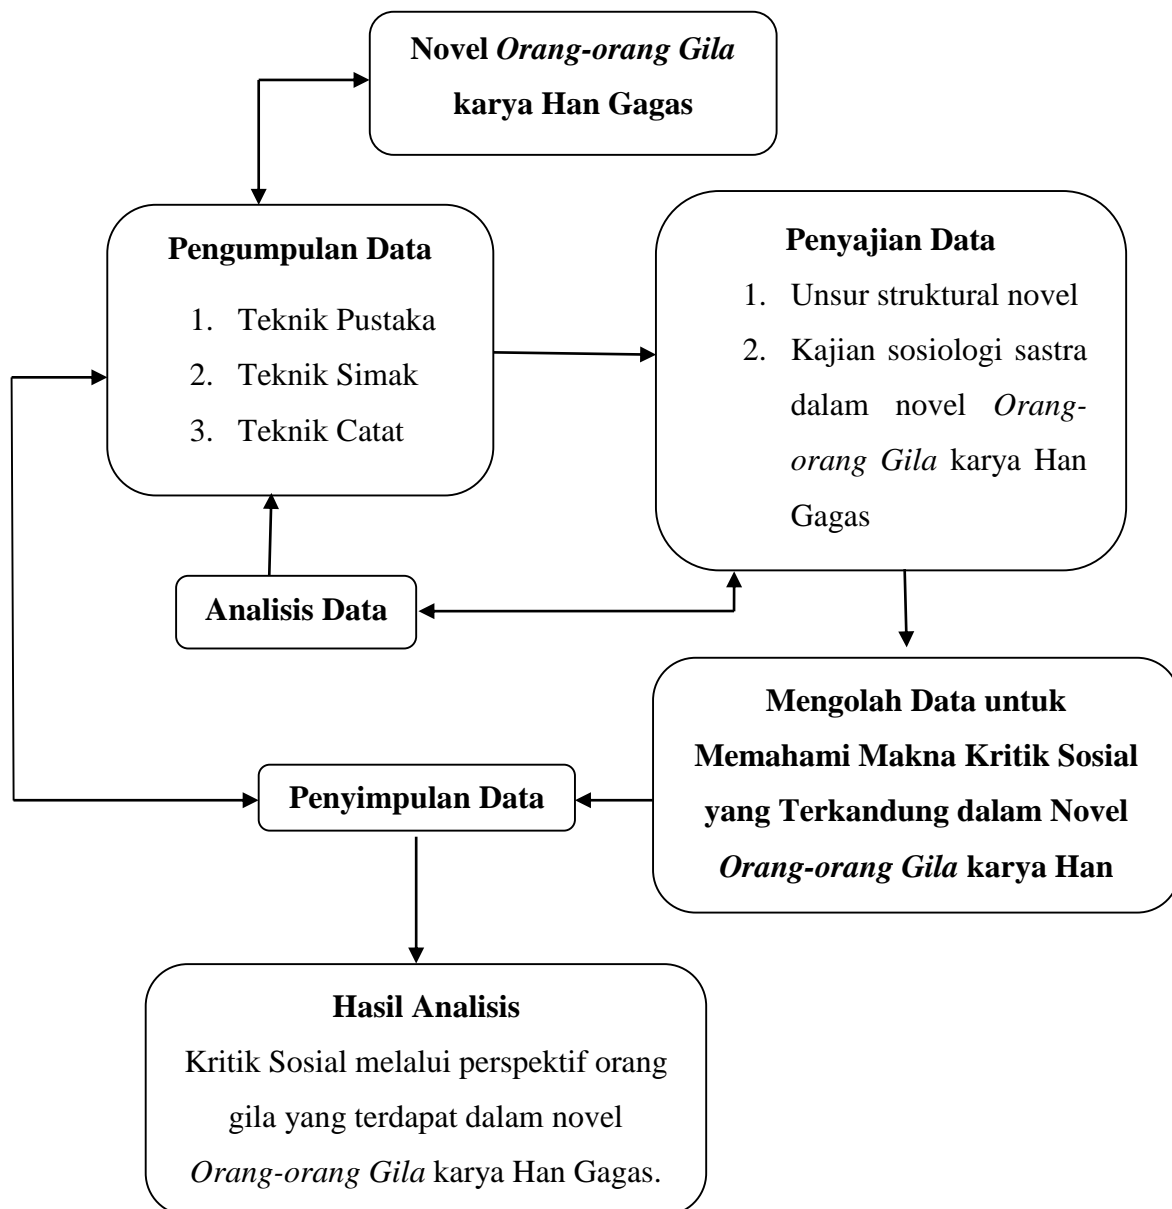 Novel Orang-orang Gila
karya Han Gagas
Pengumpulan Data
1. Teknik Pustaka
2. Teknik Simak
3. Teknik Catat
Penyajian Data
1. Unsur struktural novel
2. Kajian sosiologi sastra
dalam novel Orang-
orang Gila karya Han
Gagas
Analisis Data
Mengolah Data untuk
Memahami Makna Kritik Sosial
yang Terkandung dalam Novel
Orang-orang Gila karya Han
Penyimpulan Data
Hasil Analisis
Kritik Sosial melalui perspektif orang
gila yang terdapat dalam novel
Orang-orang Gila karya Han Gagas.